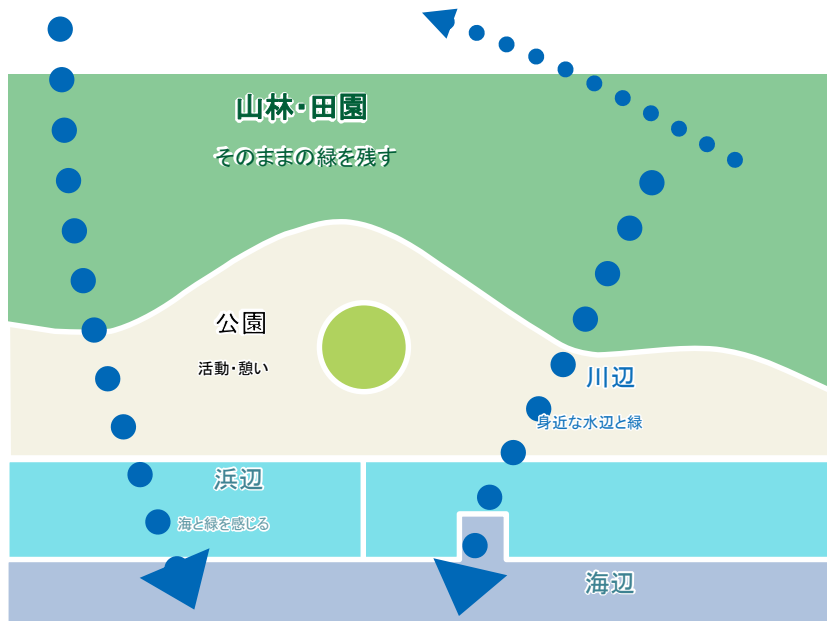 山林・田園
そのままの緑を残す
公園
活動・憩い
川辺
身近な水辺と緑
浜辺
海と緑を感じる
海辺